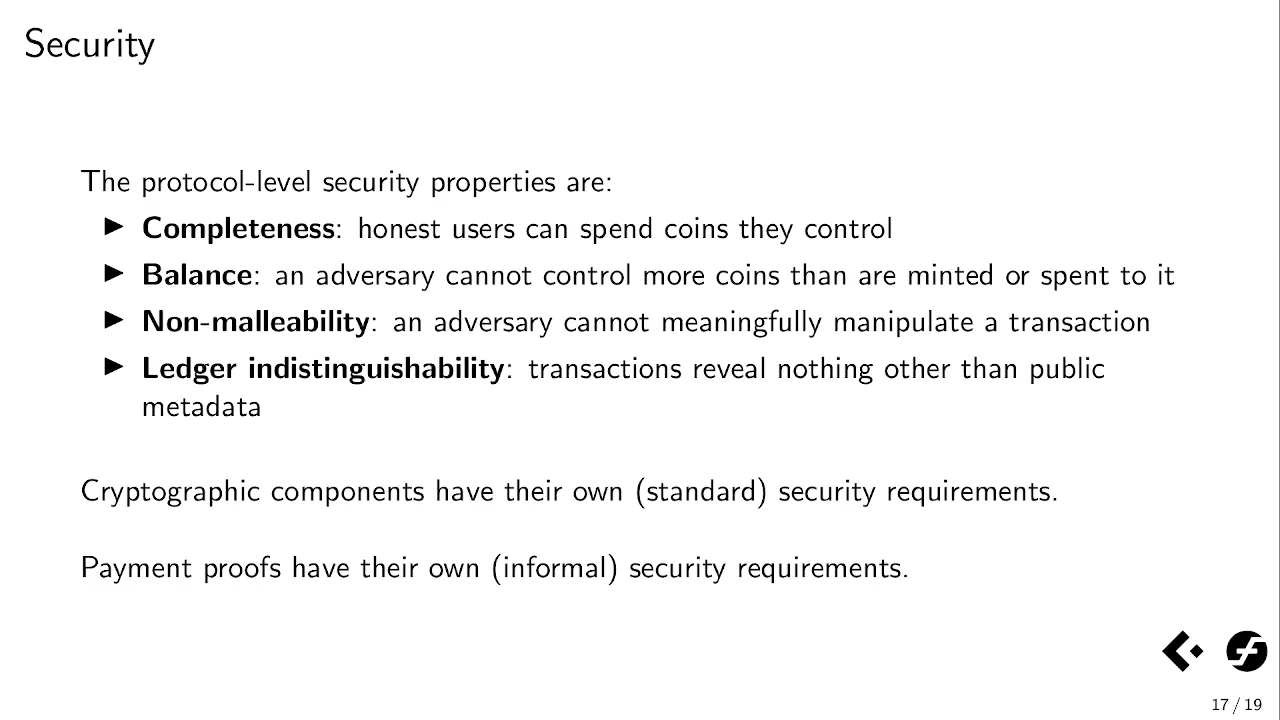 Security
The protocol-level security properties are:
▶ Completeness: honest users can spend coins they control
▶ Balance: an adversary cannot control more coins than are minted or spent to it
▶ Non-malleability: an adversary cannot meaningfully manipulate a transaction
▶ Ledger indistinguishability: transactions reveal nothing other than public
metadata
Cryptographic components have their own (standard) security requirements.
Payment proofs have their own (informal) security requirements.
17 / 19